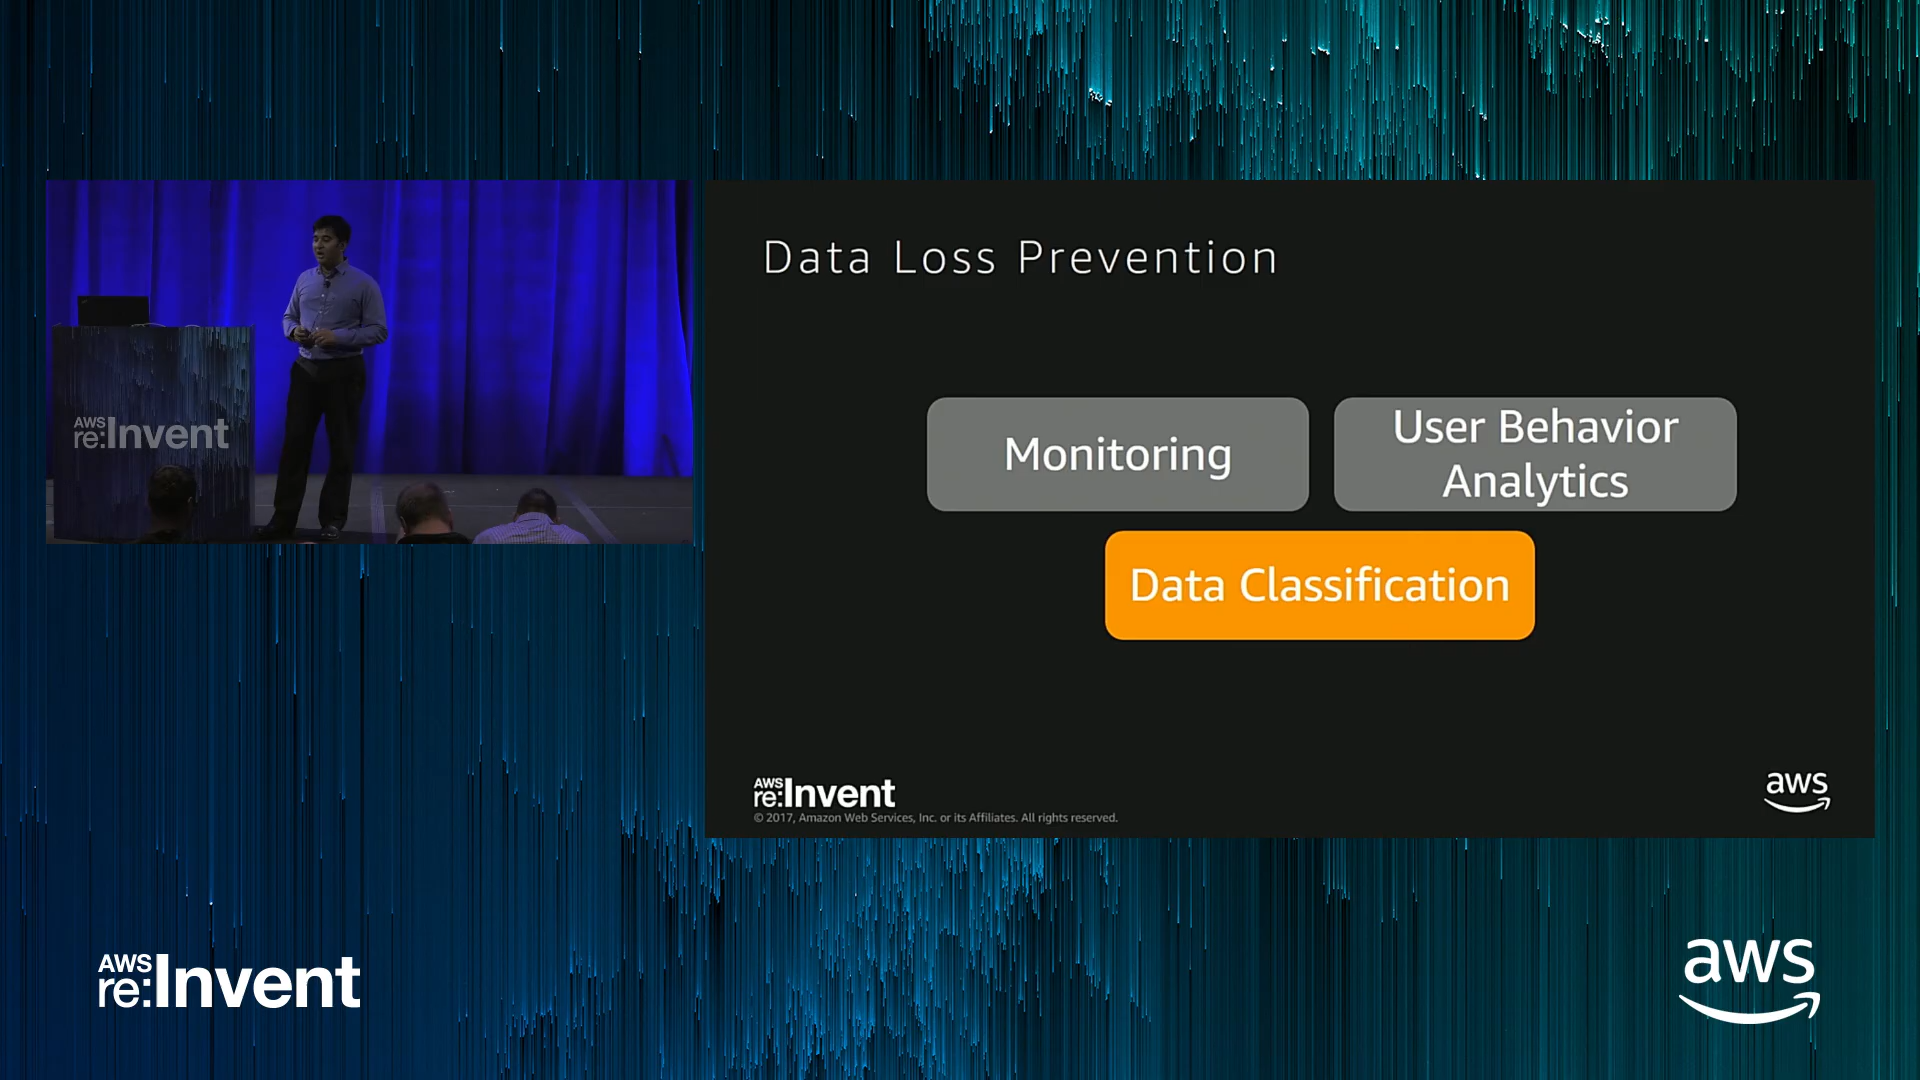 AWS
re:Invent
Data Loss Prevention
Monitoring
User Behavior
Analytics
Data Classification
AWS
re:Invent
© 2017, Amazon Web Services, Inc. or its Affiliates. All rights reserved.
aws
AWS
re:Invent
aws